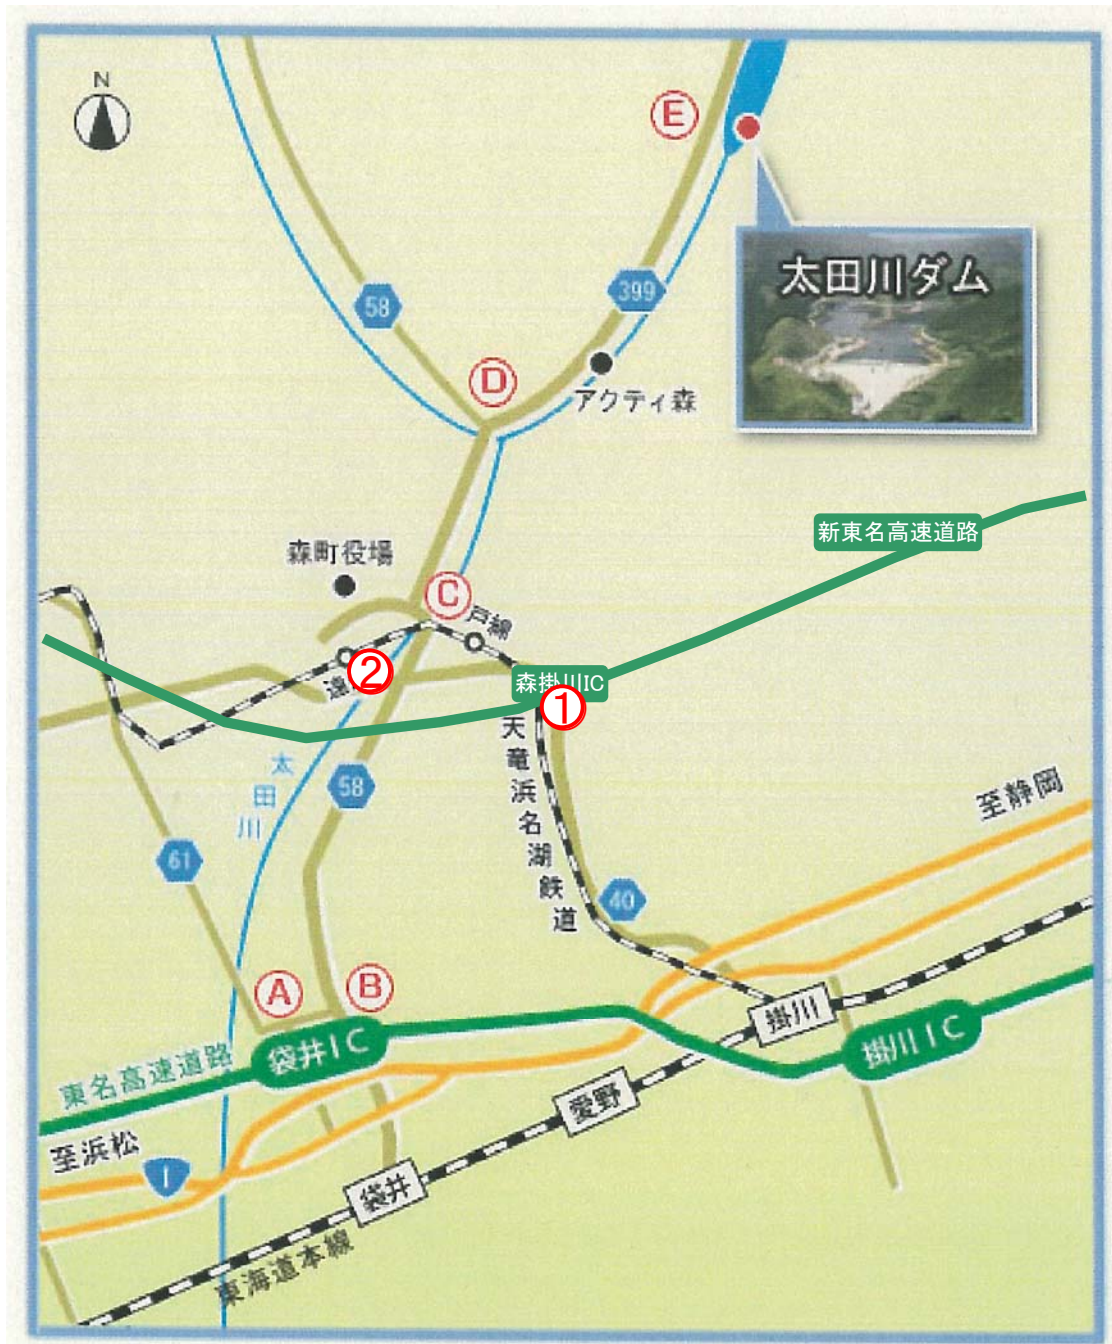 N
E
太田川ダム
58
399
D
アクティ森
新東名高速道路
森町役場
C
戸綿
②
遠
森掛川IC
①
天竜浜名湖鉄道
太田川
58
至静岡
61
40
A
B
掛川
袋井IC
掛川IC
東名高速道路
愛野
至浜松
1
袋井
東海道本線